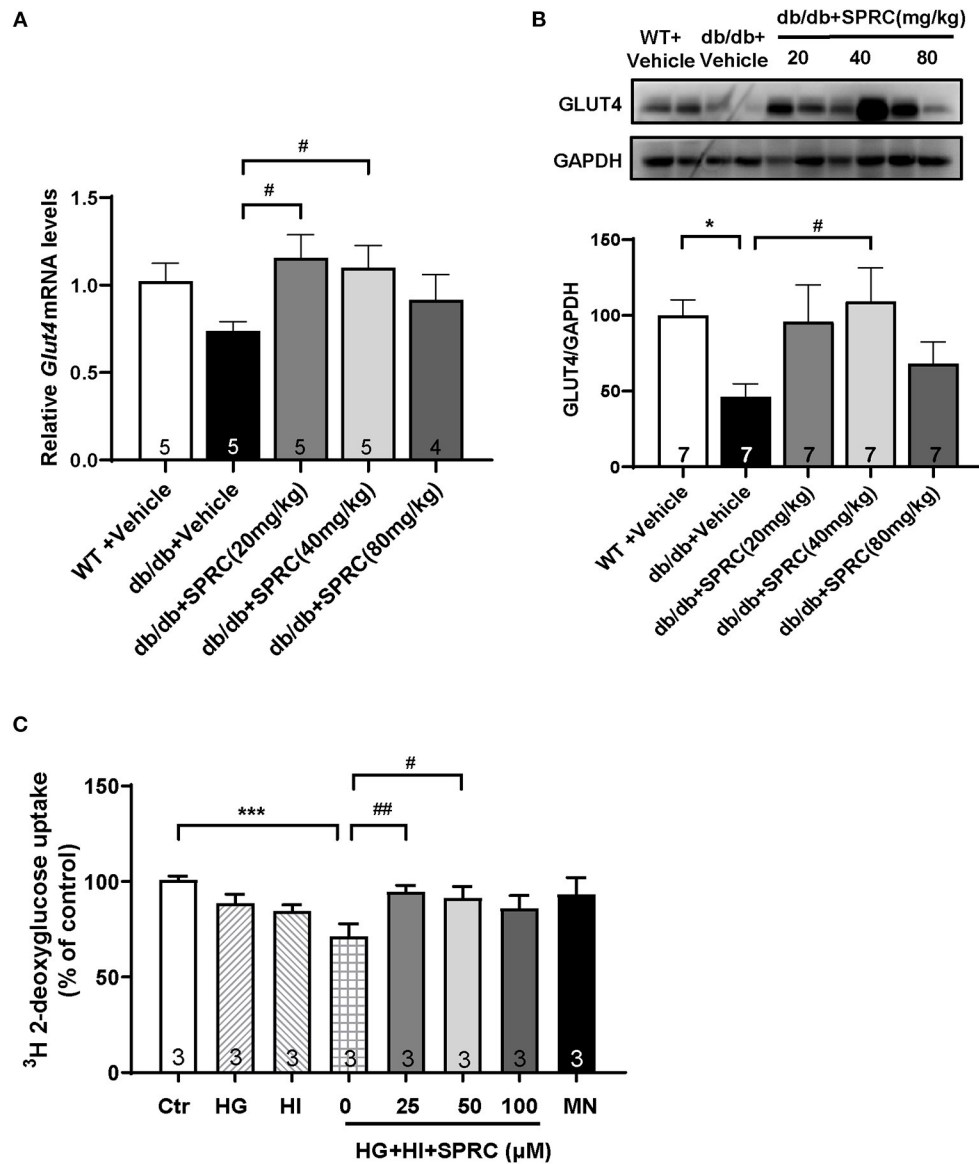 A
Relative Glut4 mRNA levels
1.5
1.0
0.5
0.0
#
#
5
5
5
5
4
WT +Vehicle
db/db+Vehicle
db/db+SPRC(20mg/kg)
db/db+SPRC(40mg/kg)
db/db+SPRC(80mg/kg)
B
WT+
Vehicle
db/db+
Vehicle
db/db+SPRC(mg/kg)
20
40
80
GLUT4
GAPDH
GLUT4/GAPDH
150
100
50
0
*
#
7
7
7
7
7
WT +Vehicle
db/db+Vehicle
db/db+SPRC(20mg/kg)
db/db+SPRC(40mg/kg)
db/db+SPRC(80mg/kg)
C
³H 2-deoxyglucose uptake
(% of control)
150
100
50
0
***
##
#
3
3
3
3
3
3
3
3
Ctr
HG
HI
0
25
50
100
MN
HG+HI+SPRC (μM)